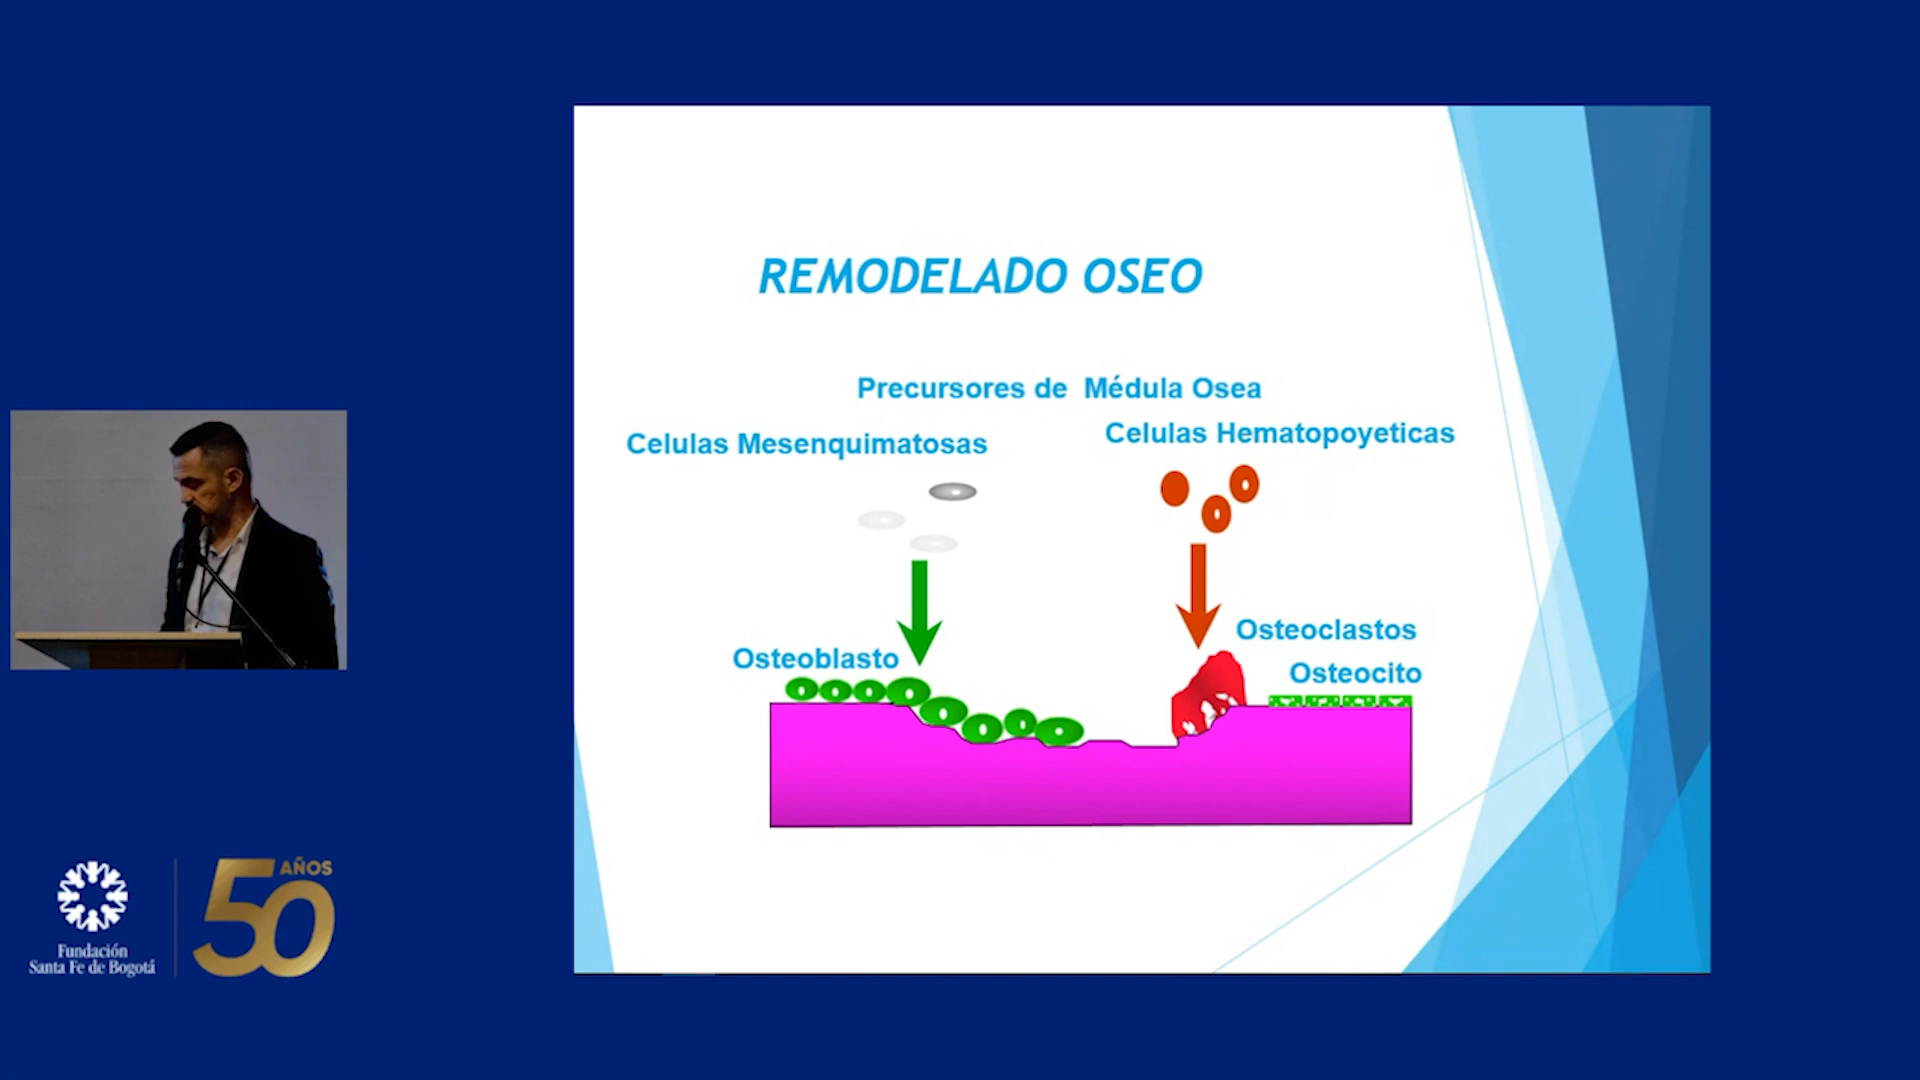 REMODELADO OSEO
Precursores de Médula Osea
Celulas Mesenquimatosas
Celulas Hematopoyeticas
Osteoblasto
Osteoclastos
Osteocito
Fundación
Santa Fe de Bogotá
50 AÑOS